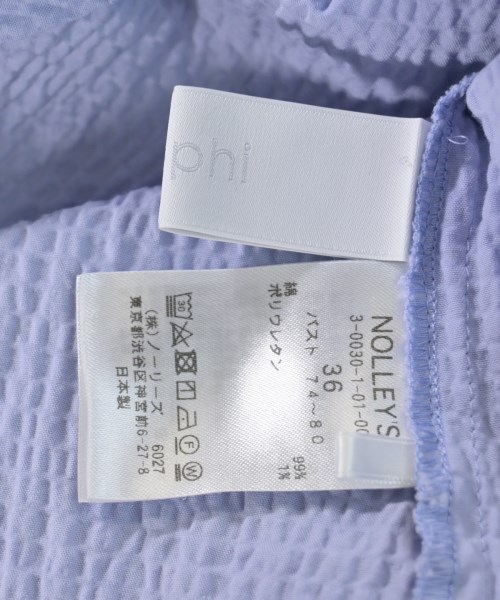 NOLLEY'S
3-0030-1-01-00
36
バスト 74～80
綿 99%
ポリウレタン 1%
30
F W
(株)ノーリーズ 6027
東京都渋谷区神宮前6-27-8
日本製